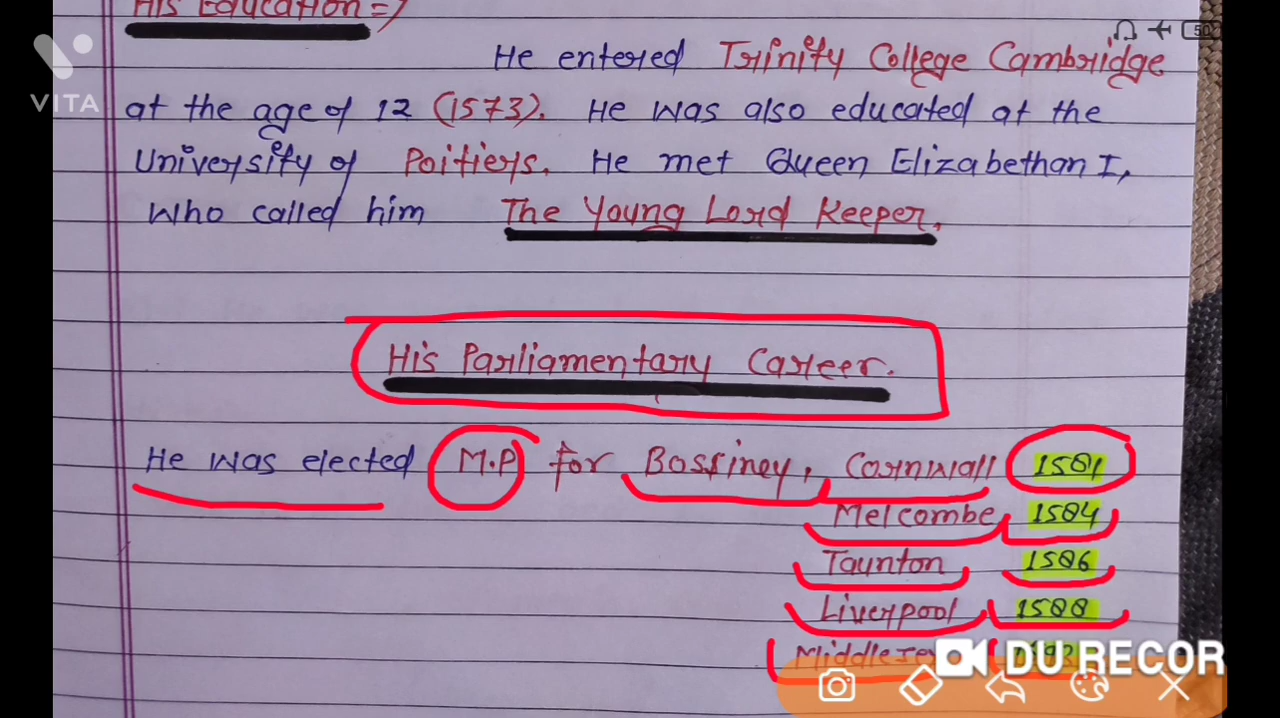 His Education =>
VITA
50
He entered Trinity College Cambridge
at the age of 12 (1573). He was also educated at the
University of Poitiers. He met Queen Elizabethan I,
Who called him The Young Lord Keeper.
His Parliamentary Career.
He was elected M.P for Bossiney, Cornwall 1581
Melcombe 1584
Taunton 1586
Liverpool 1588
DU RECOR